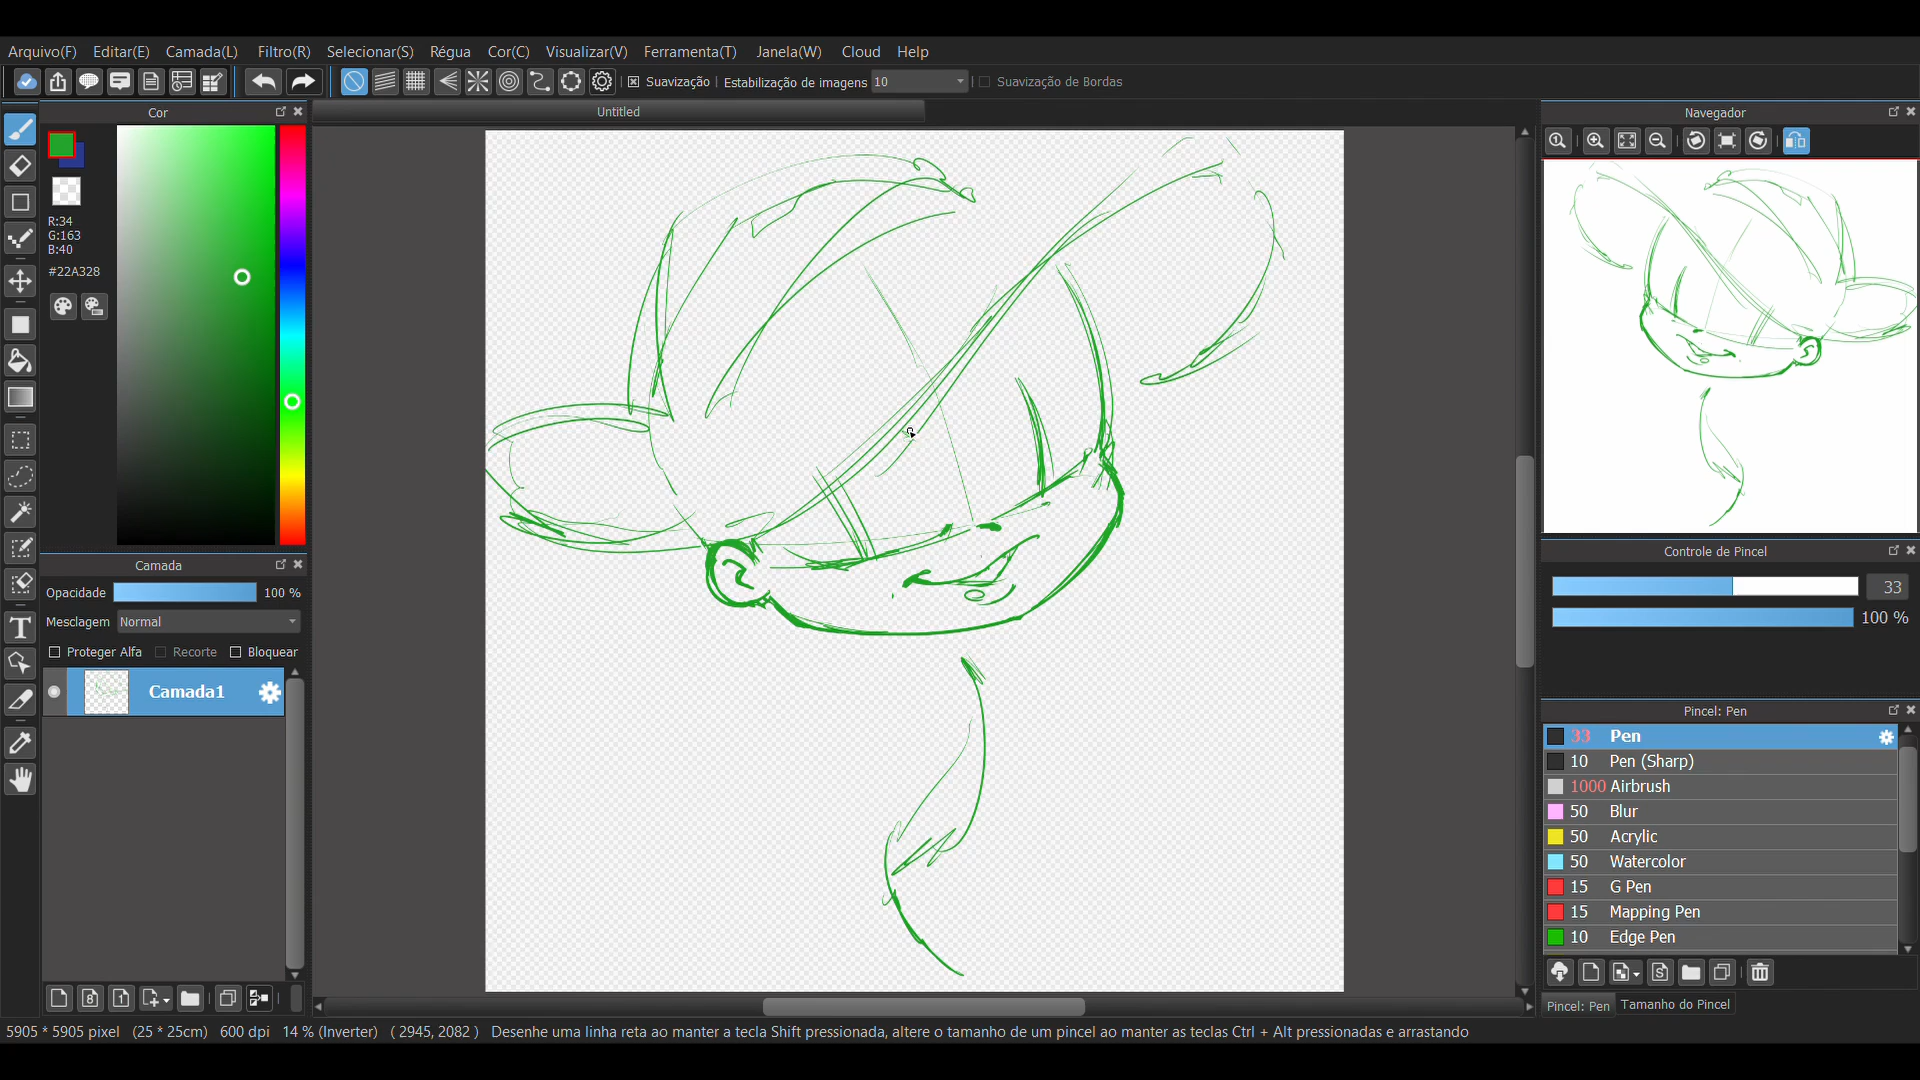 Arquivo(F) Editar(E) Camada(L) Filtro(R) Selecionar(S) Régua Cor(C) Visualizar(V) Ferramenta(T) Janela(W) Cloud Help
Suavização Estabilização de imagens 10 Suavização de Bordas
Cor
Untitled
Navegador
R:34
G:163
B:40
#22A328
Camada
Opacidade 100 %
Mesclagem Normal
Proteger Alfa Recorte Bloquear
Camada1
Controle de Pincel
33
100 %
Pincel: Pen
33 Pen
10 Pen (Sharp)
1000 Airbrush
50 Blur
50 Acrylic
50 Watercolor
15 G Pen
15 Mapping Pen
10 Edge Pen
Pincel: Pen Tamanho do Pincel
5905 * 5905 pixel (25 * 25cm) 600 dpi 14 % (Inverter) ( 2945, 2082 ) Desenhe uma linha reta ao manter a tecla Shift pressionada, altere o tamanho de um pincel ao manter as teclas Ctrl + Alt pressionadas e arrastando